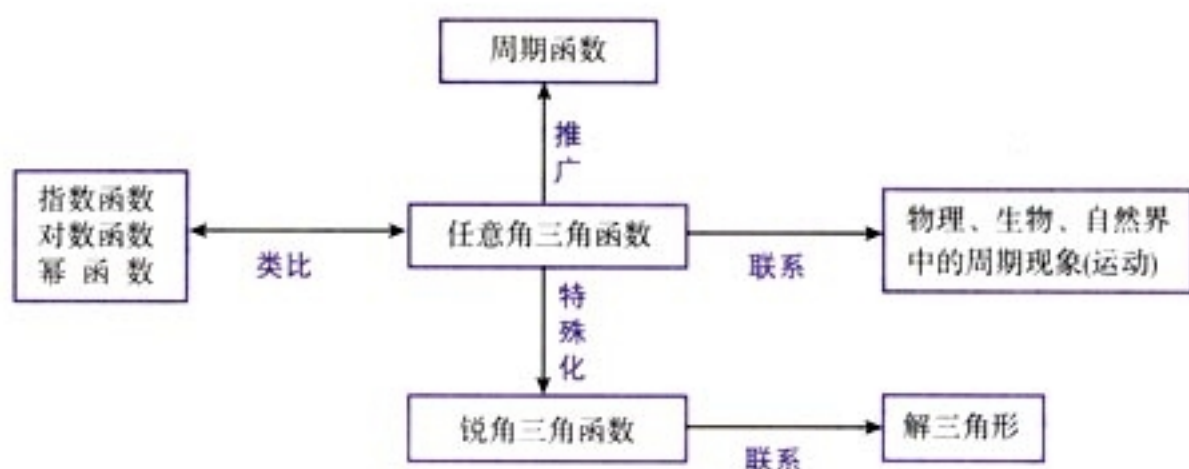 周期函数
推
广
指数函数
对数函数
幂 函 数
类比
任意角三角函数
联系
物理、生物、自然界
中的周期现象(运动)
特
殊
化
锐角三角函数
联系
解三角形